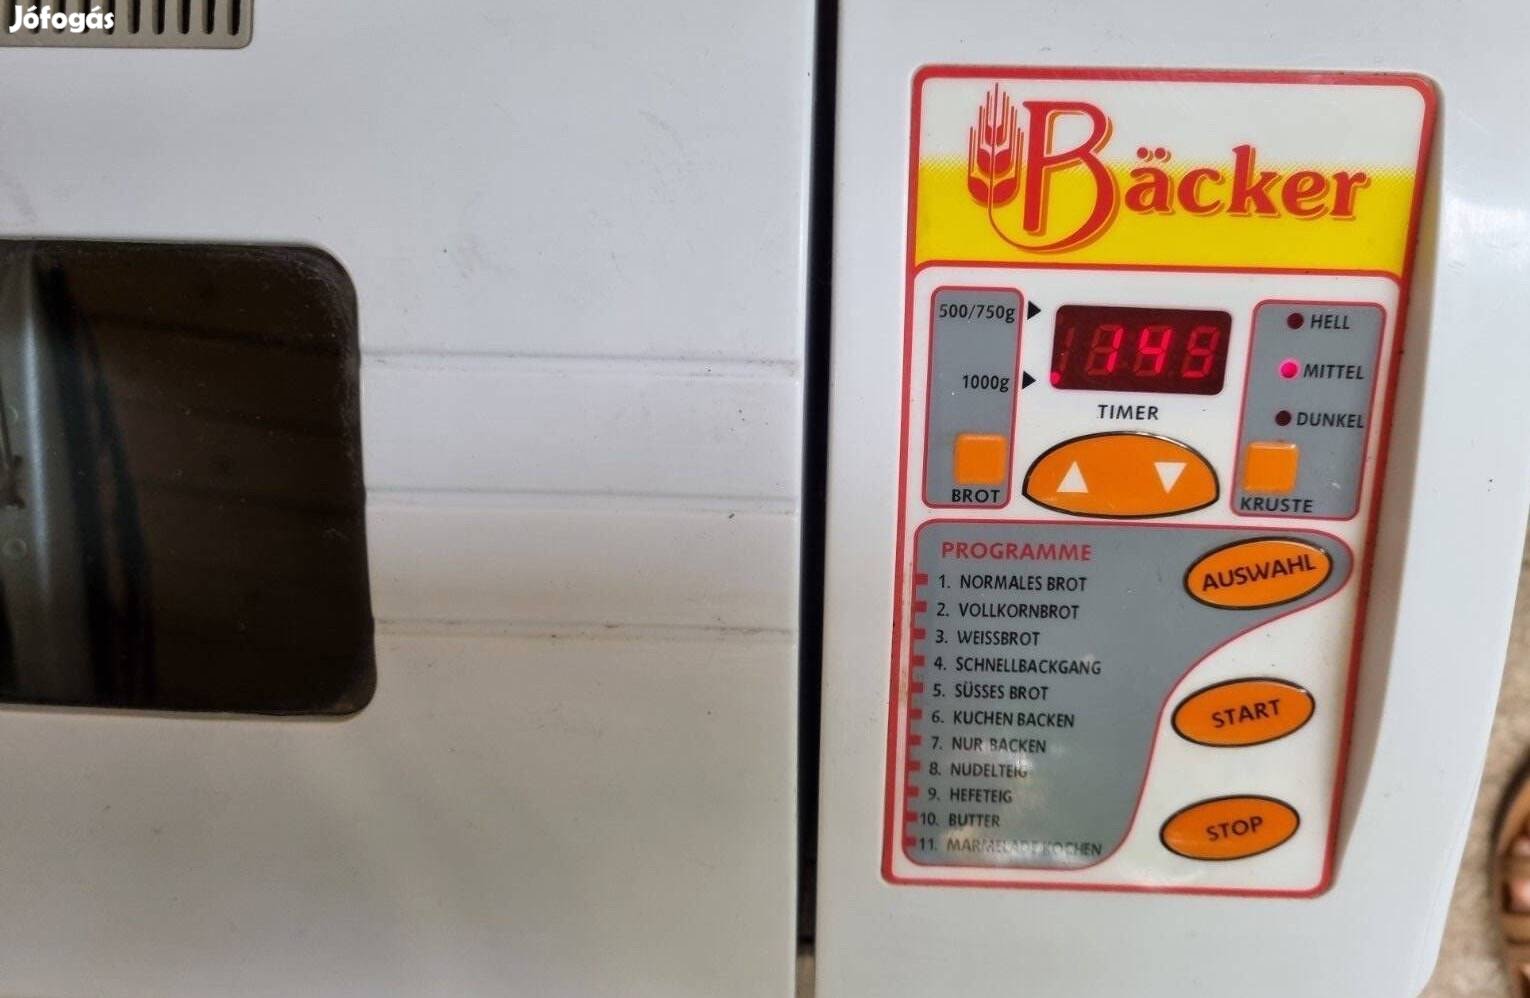 Jófogás
Bäcker
500/750g
1000g
TIMER
BROT
HELL
MITTEL
DUNKEL
KRUSTE
PROGRAMME
1. NORMALES BROT
2. VOLLKORNBROT
3. WEISSBROT
4. SCHNELLBACKGANG
5. SÜSSES BROT
6. KUCHEN BACKEN
7. NUR BACKEN
8. NUDELTEIG
9. HEFETEIG
10. BUTTER
11. MARMELADE KOCHEN
AUSWAHL
START
STOP